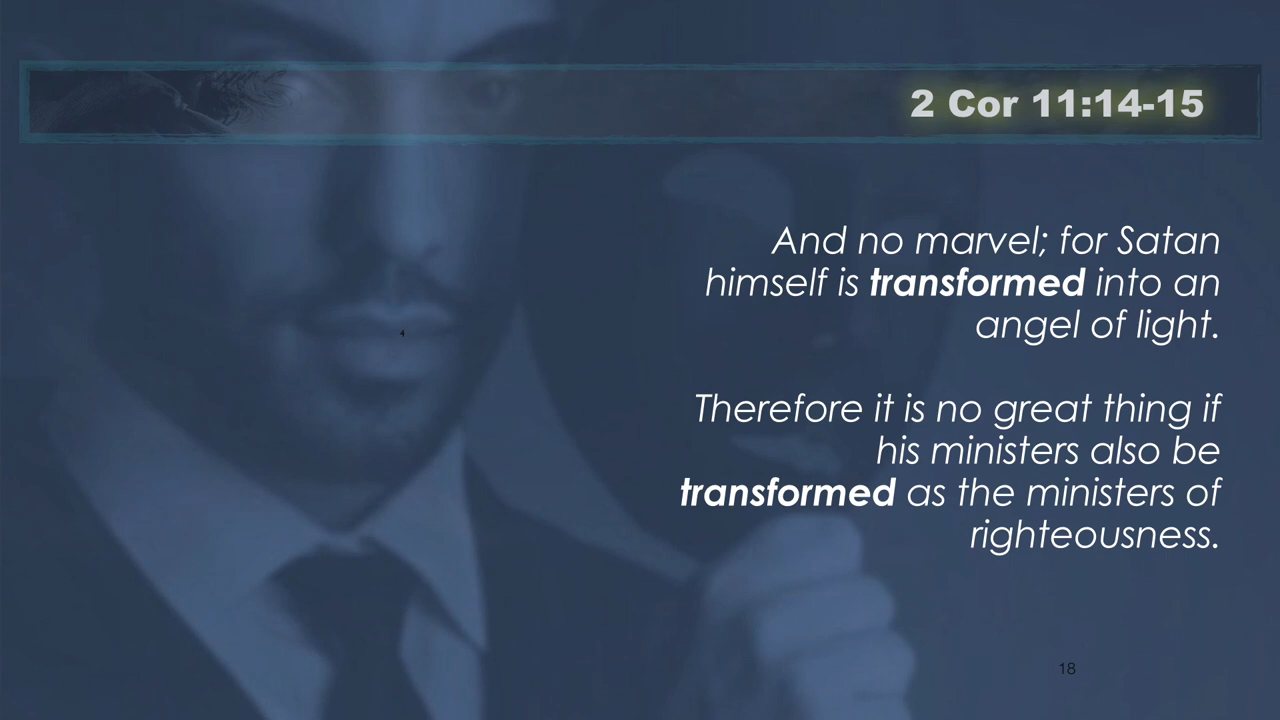 2 Cor 11:14-15
And no marvel; for Satan
himself is transformed into an
angel of light.
4
Therefore it is no great thing if
his ministers also be
transformed as the ministers of
righteousness.
18